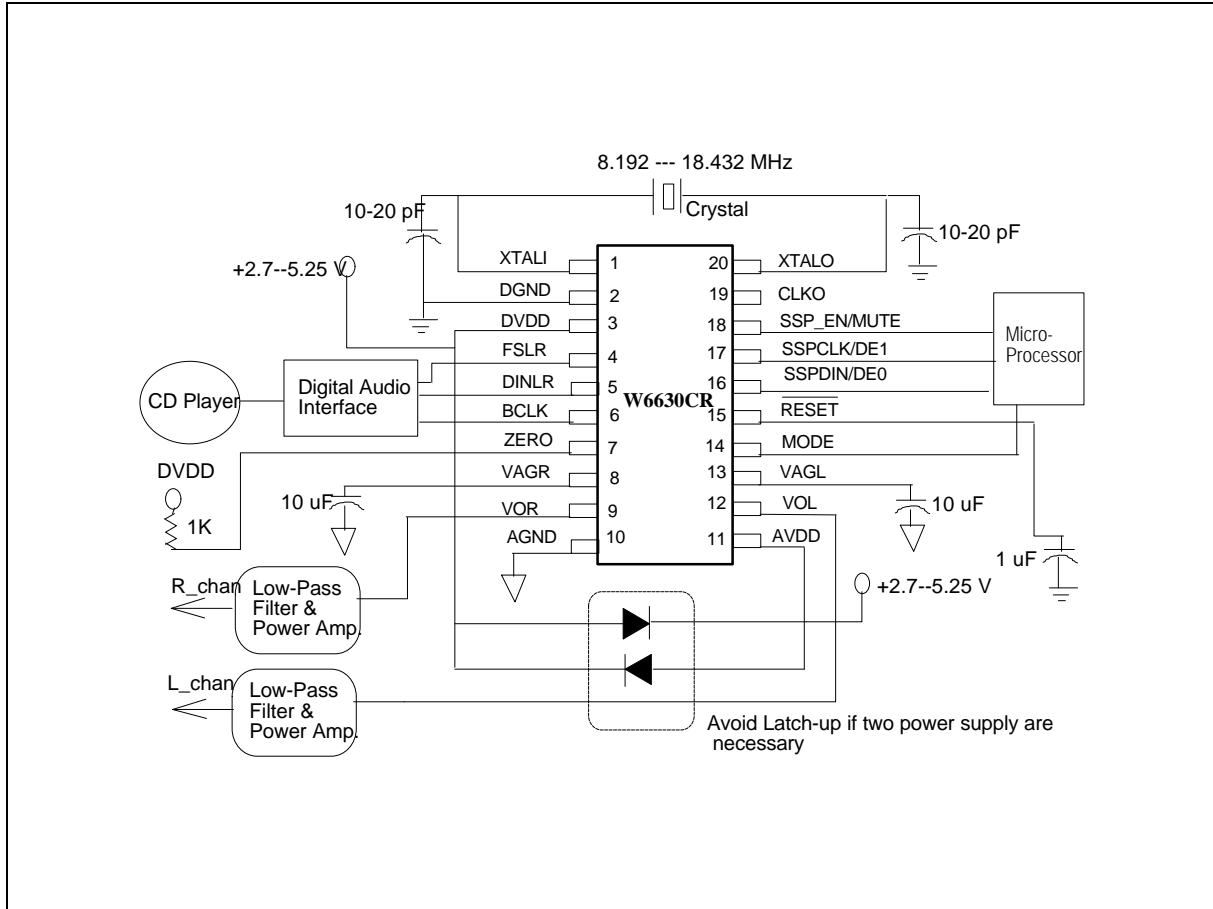 8.192 --- 18.432 MHz
Crystal
10-20 pF
10-20 pF
+2.7--5.25 V
XTALI
DGND
DVDD
FSLR
DINLR
BCLK
ZERO
VAGR
VOR
AGND
1
2
3
4
5
6
7
8
9
10
W6630CR
20
19
18
17
16
15
14
13
12
11
XTALO
CLKO
SSP_EN/MUTE
SSPCLK/DE1
SSPDIN/DE0
RESET
MODE
VAGL
VOL
AVDD
Micro-
Processor
CD Player
Digital Audio
Interface
DVDD
1K
10 uF
10 uF
1 uF
+2.7--5.25 V
R_chan
Low-Pass
Filter &
Power Amp.
L_chan
Low-Pass
Filter &
Power Amp.
Avoid Latch-up if two power supply are
necessary